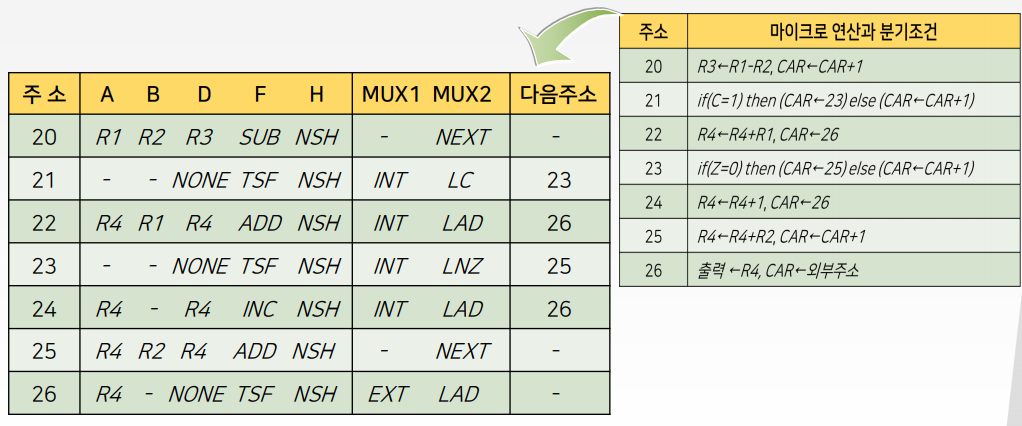 주 소 A B D F H MUX1 MUX2 다음주소
20 R1 R2 R3 SUB NSH - NEXT -
21 - - NONE TSF NSH INT LC 23
22 R4 R1 R4 ADD NSH INT LAD 26
23 - - NONE TSF NSH INT LNZ 25
24 R4 - R4 INC NSH INT LAD 26
25 R4 R2 R4 ADD NSH - NEXT -
26 R4 - NONE TSF NSH EXT LAD -
주소 마이크로 연산과 분기조건
20 R3←R1-R2, CAR←CAR+1
21 if(C=1) then (CAR←23) else (CAR←CAR+1)
22 R4←R4+R1, CAR←26
23 if(Z=0) then (CAR←25) else (CAR←CAR+1)
24 R4←R4+1, CAR←26
25 R4←R4+R2, CAR←CAR+1
26 출력 ←R4, CAR←외부주소